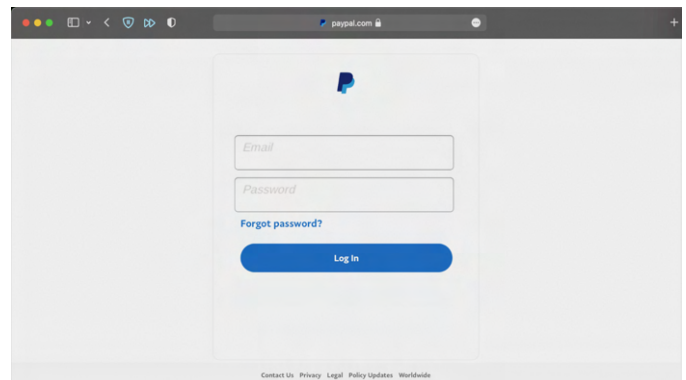 paypal.com
Email
Password
Forgot password?
Log In
Contact Us Privacy Legal Policy Updates Worldwide